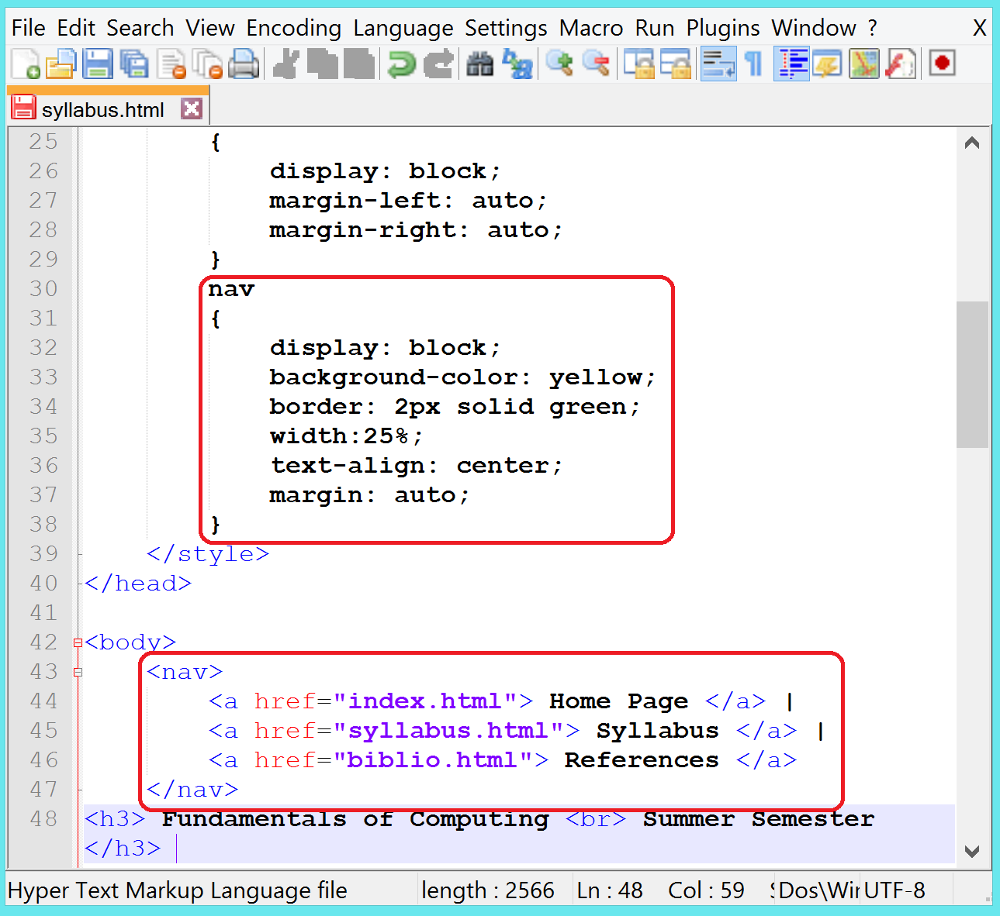 File Edit Search View Encoding Language Settings Macro Run Plugins Window ? X
syllabus.html
25 {
26 display: block;
27 margin-left: auto;
28 margin-right: auto;
29 }
30 nav
31 {
32 display: block;
33 background-color: yellow;
34 border: 2px solid green;
35 width:25%;
36 text-align: center;
37 margin: auto;
38 }
39 </style>
40 </head>
41
42 <body>
43 <nav>
44 <a href="index.html"> Home Page </a> |
45 <a href="syllabus.html"> Syllabus </a> |
46 <a href="biblio.html"> References </a>
47 </nav>
48 <h3> Fundamentals of Computing <br> Summer Semester
</h3>
Hyper Text Markup Language file length : 2566 Ln : 48 Col : 59 Dos\Wir UTF-8